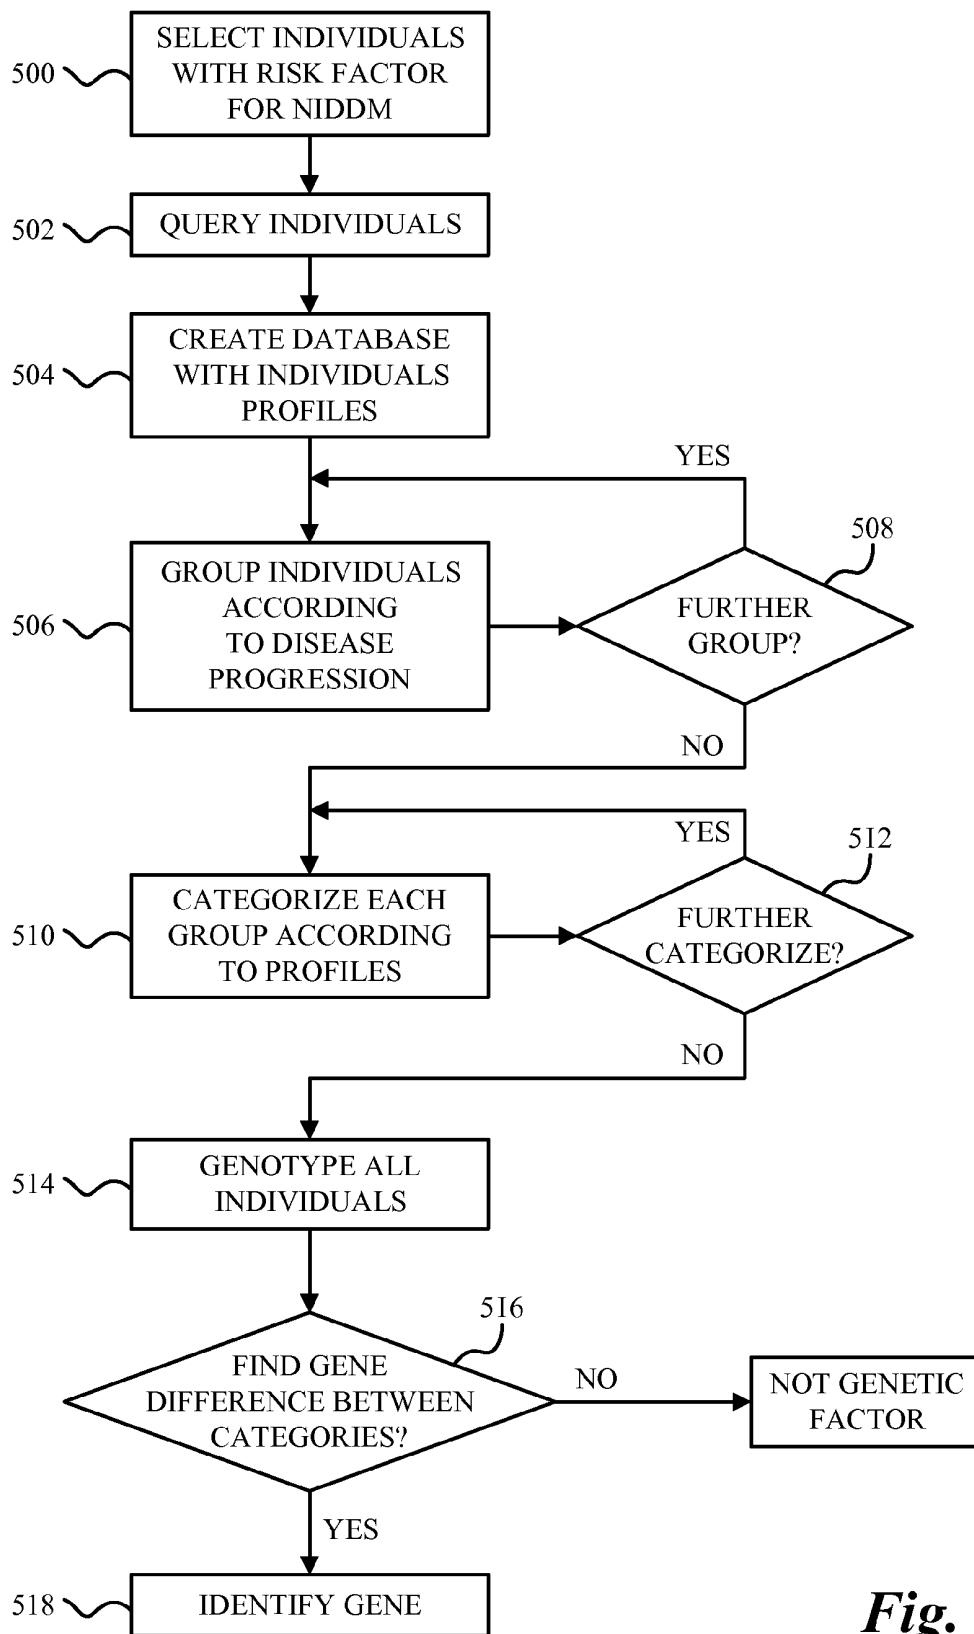 SELECT INDIVIDUALS
WITH RISK FACTOR
FOR NIDDM
500
QUERY INDIVIDUALS
502
CREATE DATABASE
WITH INDIVIDUALS
PROFILES
504
YES
508
GROUP INDIVIDUALS
ACCORDING
TO DISEASE
PROGRESSION
506
FURTHER
GROUP?
NO
YES
512
CATEGORIZE EACH
GROUP ACCORDING
TO PROFILES
510
FURTHER
CATEGORIZE?
NO
GENOTYPE ALL
INDIVIDUALS
514
516
FIND GENE
DIFFERENCE BETWEEN
CATEGORIES?
NO
NOT GENETIC
FACTOR
YES
518
IDENTIFY GENE
Fig.